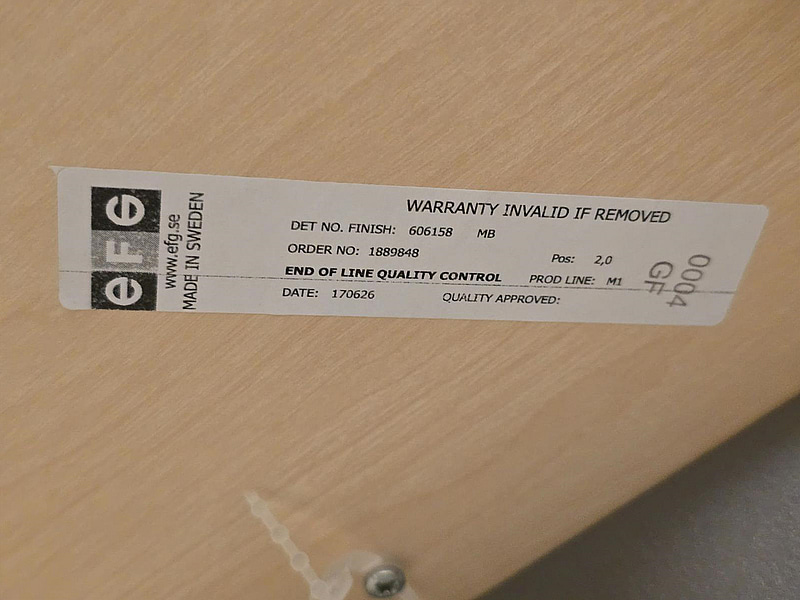 eFG
www.efg.se
MADE IN SWEDEN
WARRANTY INVALID IF REMOVED
DET NO. FINISH: 606158 MB
ORDER NO: 1889848
Pos: 2,0
END OF LINE QUALITY CONTROL PROD LINE: M1
DATE: 170626 QUALITY APPROVED:
0004
GF